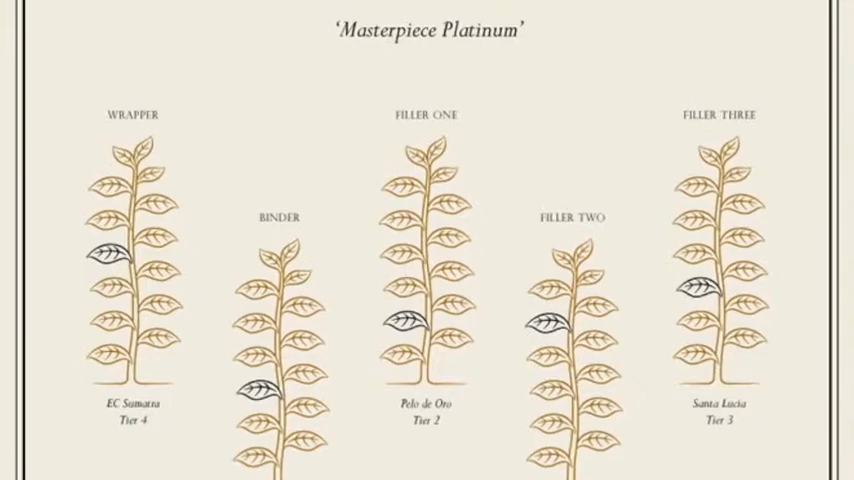 ‘Masterpiece Platinum’
WRAPPER
FILLER ONE
FILLER THREE
BINDER
FILLER TWO
EC Sumatra
Tier 4
Pelo de Oro
Tier 2
Santa Lucia
Tier 3